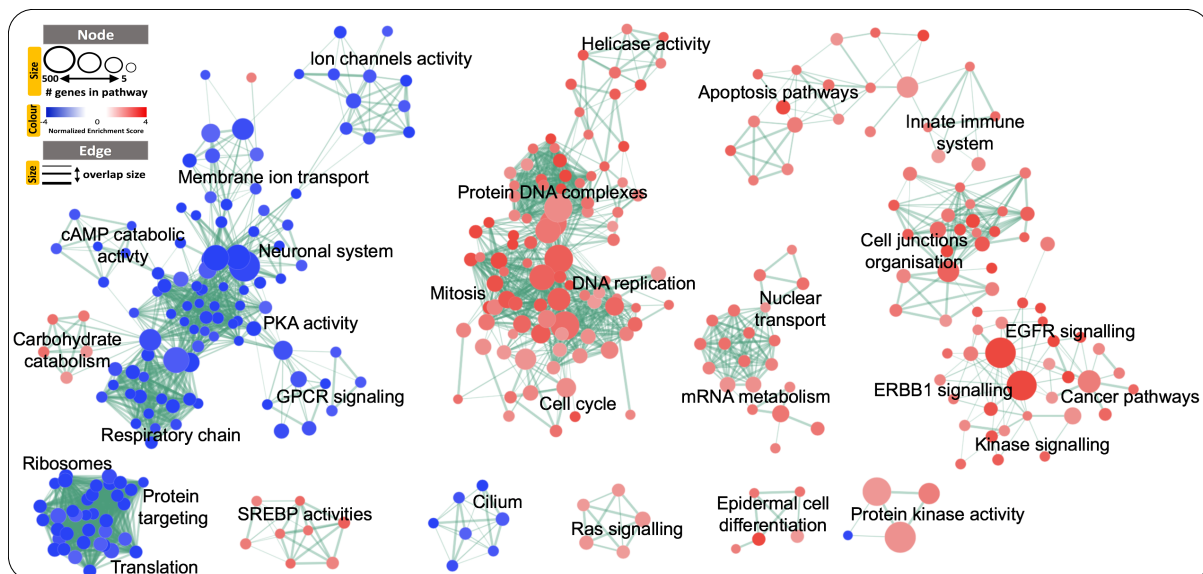 Node
Size
500
5
# genes in pathway
Colour
-4
0
4
Normalized Enrichment Score
Edge
Size
overlap size
Ion channels activity
Helicase activity
Apoptosis pathways
Innate immune
system
Membrane ion transport
Protein DNA complexes
cAMP catabolic
activty
Neuronal system
Cell junctions
organisation
Mitosis
DNA replication
Nuclear
transport
PKA activity
Carbohydrate
catabolism
EGFR signalling
GPCR signaling
Cell cycle
mRNA metabolism
ERBB1 signalling
Cancer pathways
Respiratory chain
Kinase signalling
Ribosomes
Protein
targeting
SREBP activities
Cilium
Ras signalling
Epidermal cell
differentiation
Protein kinase activity
Translation